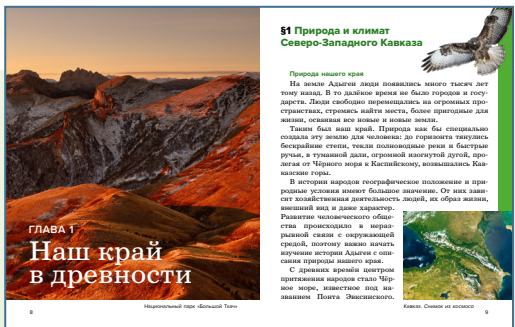 ГЛАВА 1
Наш край
в древности
Национальный парк «Большой Тхач»
8
§1 Природа и климат
Северо-Западного Кавказа
Природа нашего края
На земле Адыгеи люди появились много тысяч лет
тому назад. В то далёкое время не было городов и госу-
дарств. Люди свободно перемещались на огромных про-
странствах, стремясь найти места, более пригодные для
жизни, осваивая все новые и новые земли.
Таким был наш край. Природа как бы специально
создала эту землю для человека: до горизонта тянулись
бескрайние степи, текли полноводные реки и быстрые
ручьи, в туманной дали, огромной изогнутой дугой, про-
легая от Чёрного моря к Каспийскому, возвышались Кав-
казские горы.
В истории народов географическое положение и при-
родные условия имеют большое значение. От них зави-
сит хозяйственная деятельность людей, их образ жизни,
внешний вид и даже характер.
Развитие человеческого обще-
ства происходило в нераз-
рывной связи с окружающей
средой, поэтому важно начать
изучение истории Адыгеи с опи-
сания природы нашего края.
С древних времён центром
притяжения народов стало Чёр-
ное море, известное под на-
званием Понта Эвксинского.
Кавказ. Снимок из космоса
9